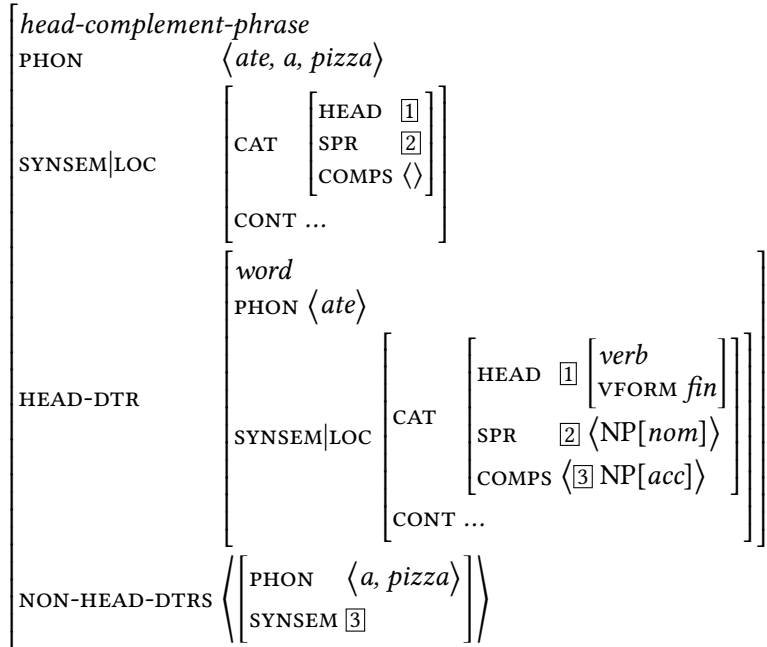 head-complement-phrase
PHON ⟨ate, a, pizza⟩
HEAD 1
SYNSEM|LOC CAT SPR 2
COMPS ⟨⟩
CONT ...
word
PHON ⟨ate⟩
HEAD 1 verb
VFORM fin
HEAD-DTR SYNSEM|LOC CAT SPR 2 ⟨NP[nom]⟩
COMPS ⟨3 NP[acc]⟩
CONT ...
NON-HEAD-DTRS ⟨PHON ⟨a, pizza⟩
SYNSEM 3⟩